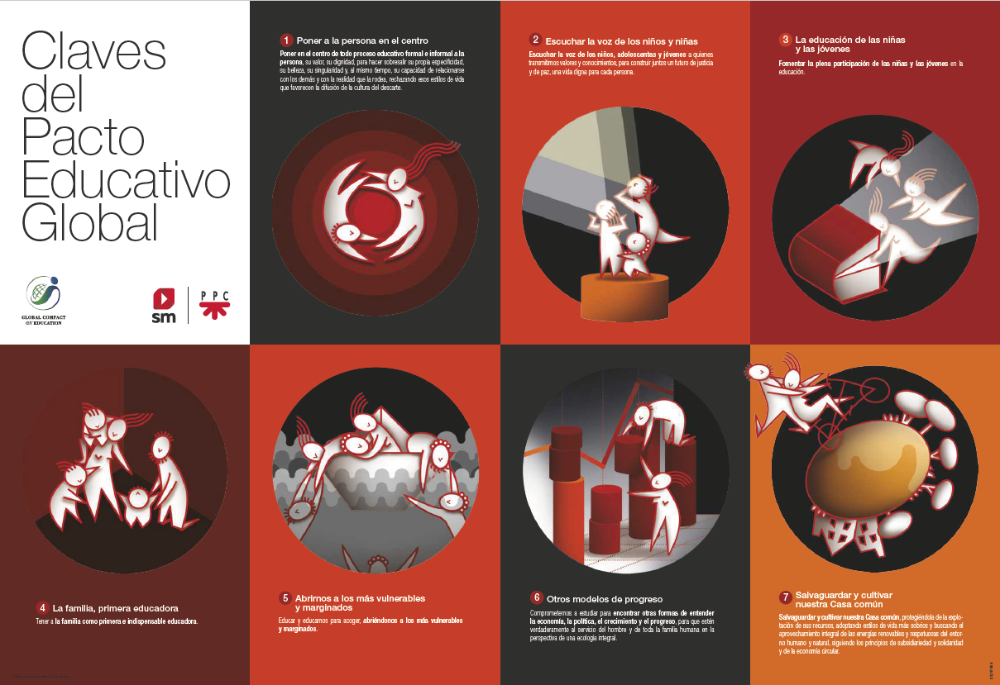 Claves
del
Pacto
Educativo
Global
GLOBAL COMPACT
ON EDUCATION
sm
PPC
1 Poner a la persona en el centro
Poner en el centro de todo proceso educativo formal e informal a la
persona, su valor, su dignidad, para hacer sobresalir su propia especificidad,
su belleza, su singularidad y, al mismo tiempo, su capacidad de relacionarse
con los demás y con la realidad que la rodea, rechazando esos estilos de vida
que favorecen la difusión de la cultura del descarte.
2 Escuchar la voz de los niños y niñas
Escuchar la voz de los niños, adolescentes y jóvenes a quienes
transmitimos valores y conocimientos, para construir juntos un futuro de justicia
y de paz, una vida digna para cada persona.
3 La educación de las niñas
y las jóvenes
Fomentar la plena participación de las niñas y las jóvenes en la
educación.
4 La familia, primera educadora
Tener a la familia como primera e indispensable educadora.
5 Abrirnos a los más vulnerables
y marginados
Educar y educarnos para acoger, abriéndonos a los más vulnerables
y marginados.
6 Otros modelos de progreso
Comprometernos a estudiar para encontrar otras formas de entender
la economía, la política, el crecimiento y el progreso, para que estén
verdaderamente al servicio del hombre y de toda la familia humana en la
perspectiva de una ecología integral.
7 Salvaguardar y cultivar
nuestra Casa común
Salvaguardar y cultivar nuestra Casa común, protegiéndola de la explo-
tación de sus recursos, adoptando estilos de vida más sobrios y buscando el
aprovechamiento integral de las energías renovables y respetuosas del entor-
no humano y natural, siguiendo los principios de subsidiariedad y solidaridad
y de la economía circular.